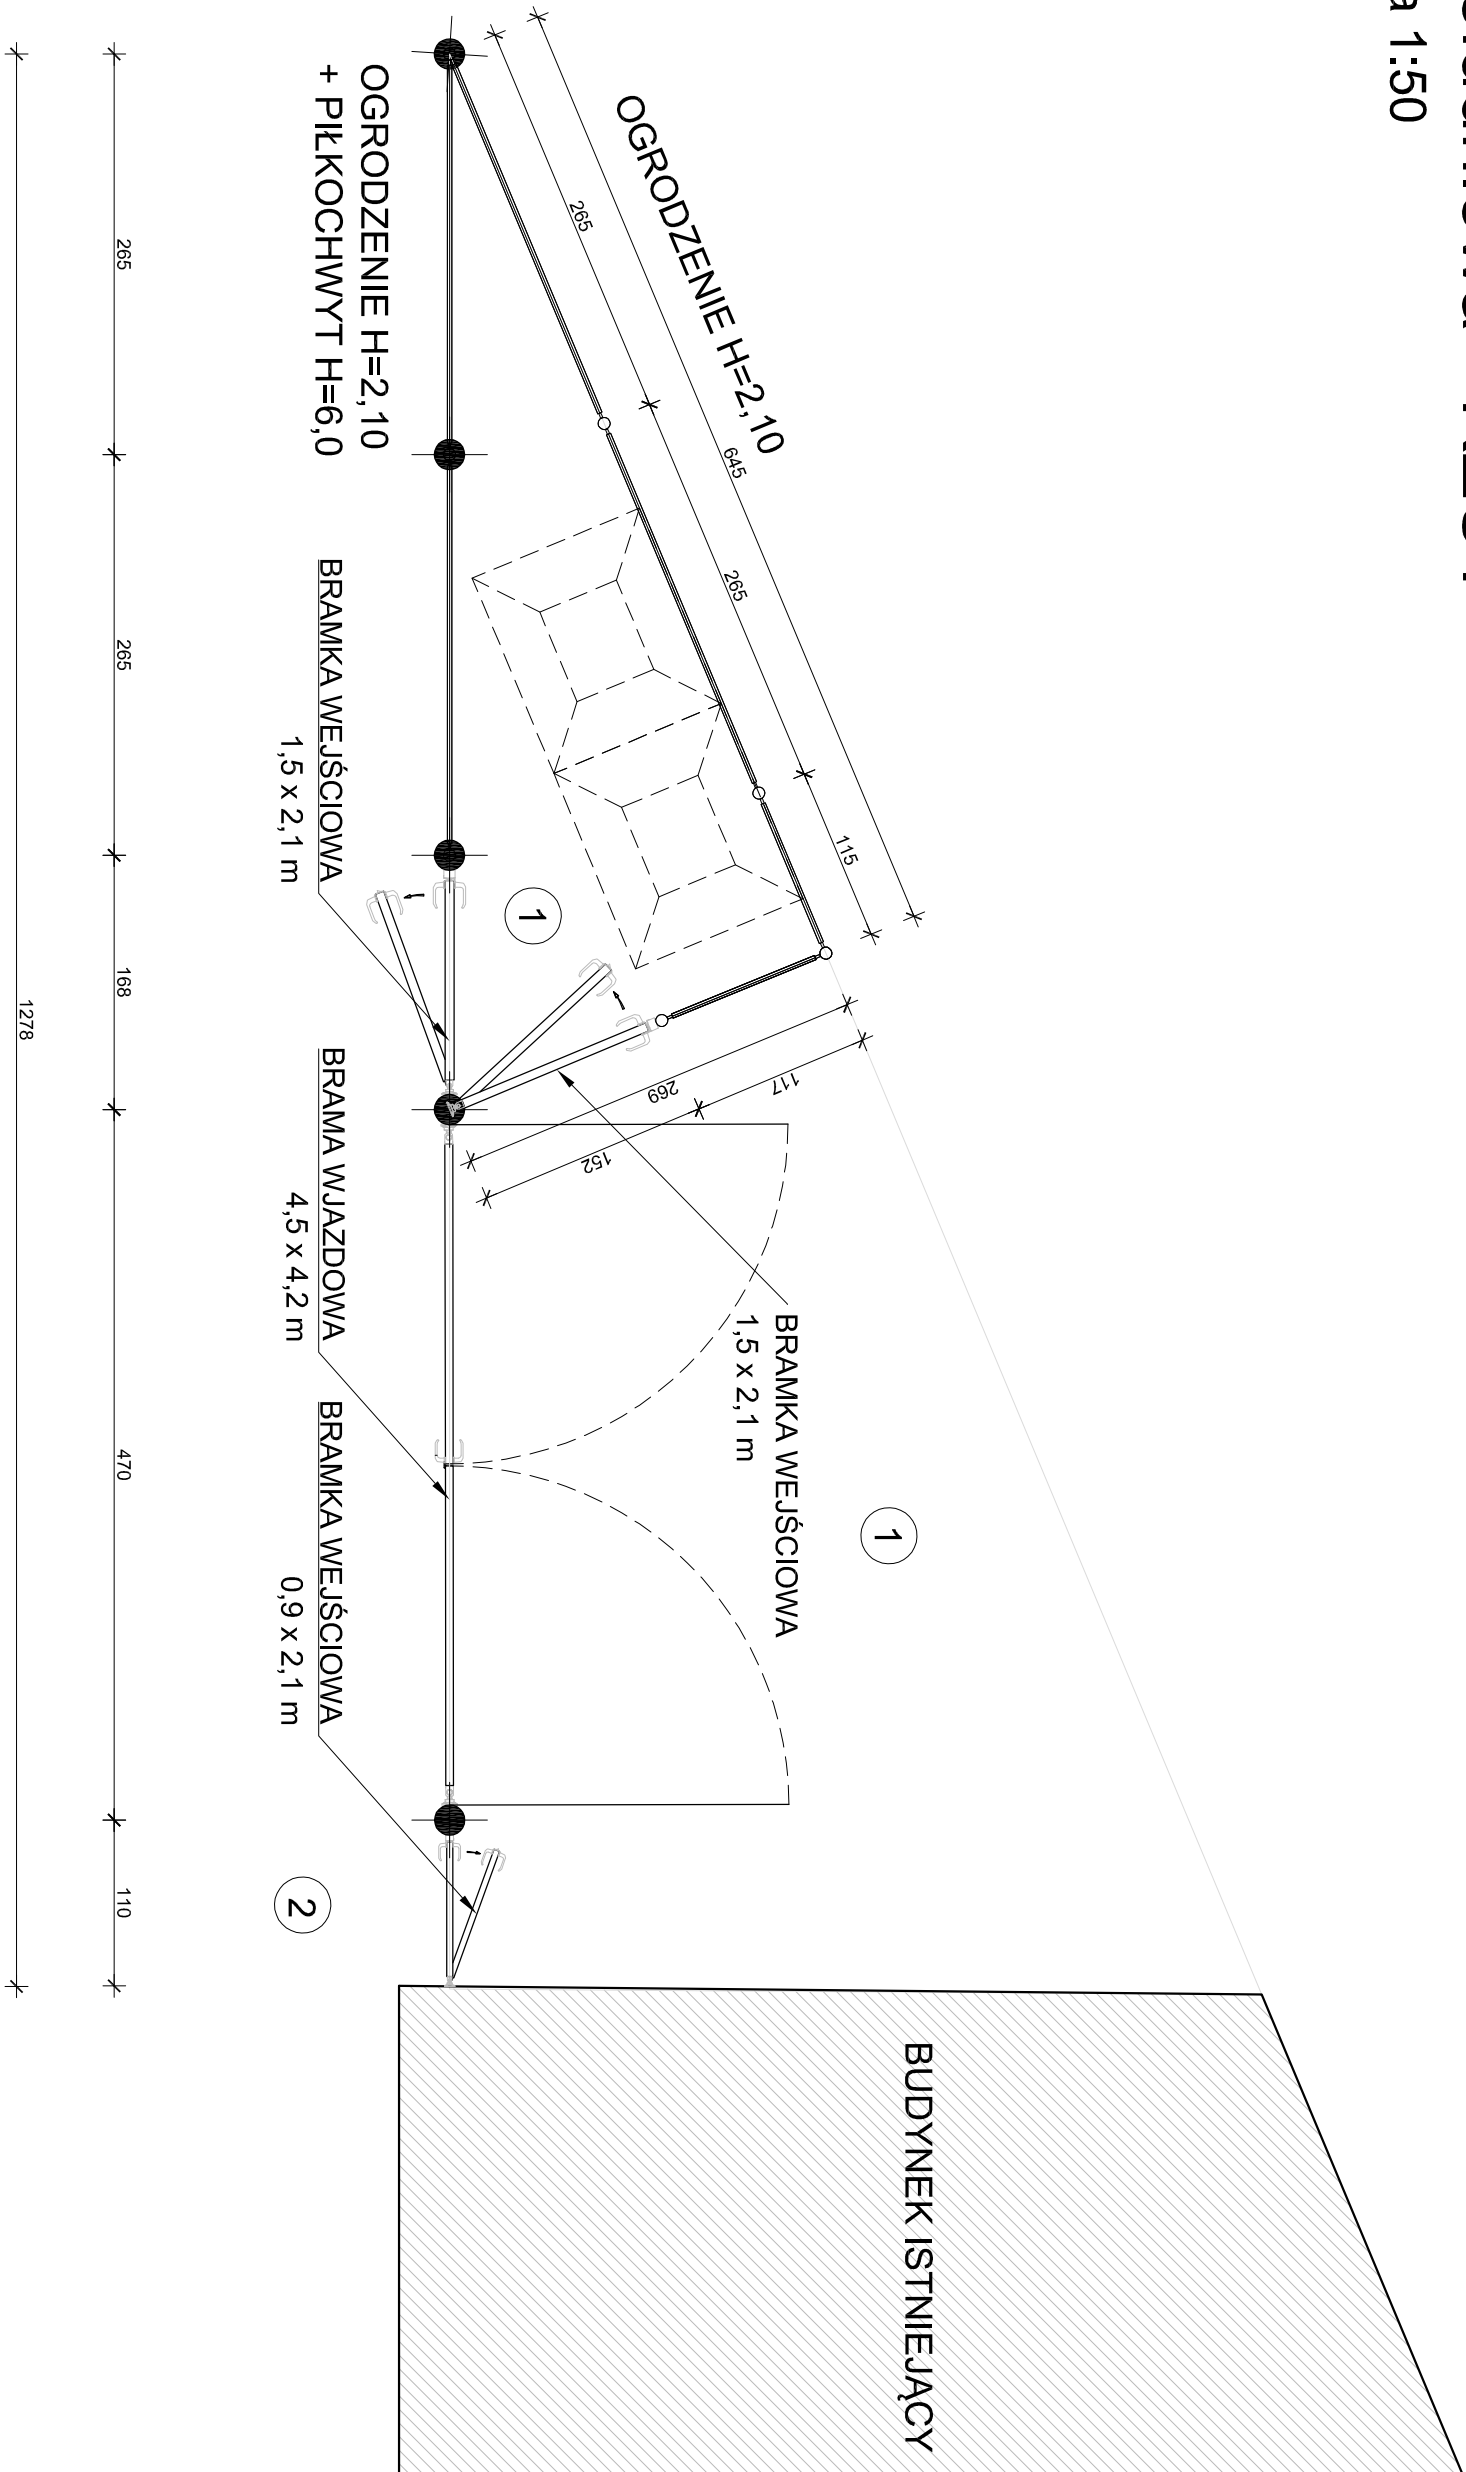 a 1:50
OGRODZENIE H=2,10
645
265
265
115
OGRODZENIE H=2,10
+ PIŁKOCHWYT H=6,0
1
269
117
152
BRAMKA WEJŚCIOWA
1,5 x 2,1 m
BRAMKA WEJŚCIOWA
1,5 x 2,1 m
1
BRAMA WJAZDOWA
4,5 x 4,2 m
BRAMKA WEJŚCIOWA
0,9 x 2,1 m
2
BUDYNEK ISTNIEJĄCY
265
265
168
470
110
1278